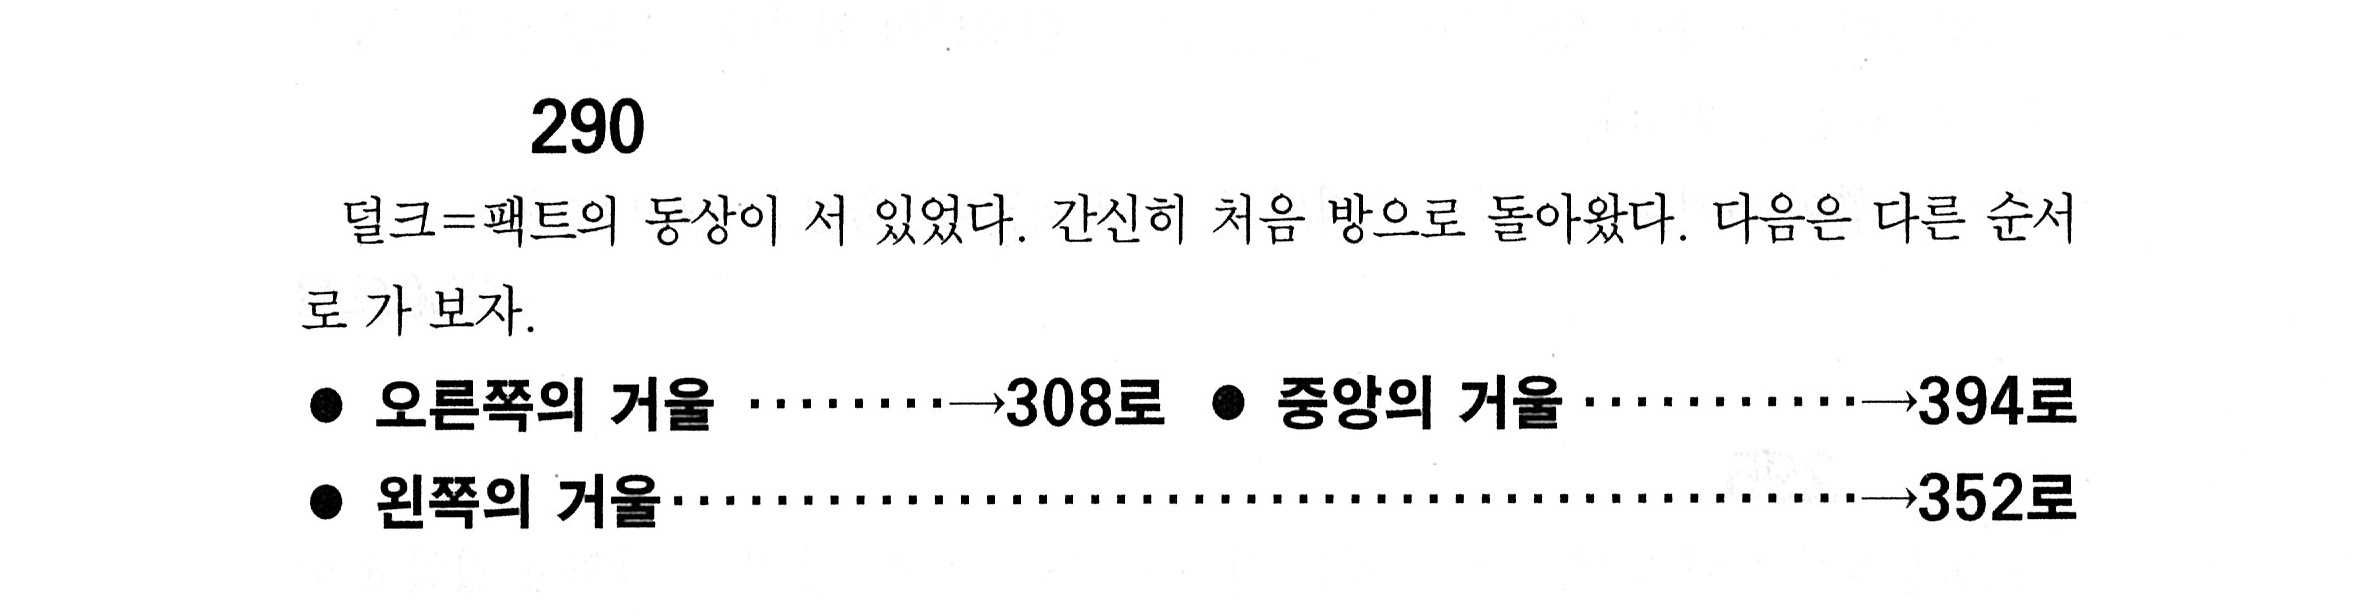 290
덜크=팩트의 동상이 서 있었다. 간신히 처음 방으로 돌아왔다. 다음은 다른 순서
로 가 보자.
● 오른쪽의 거울 ········→308로 ● 중앙의 거울···········→394로
● 왼쪽의 거울··············································→352로